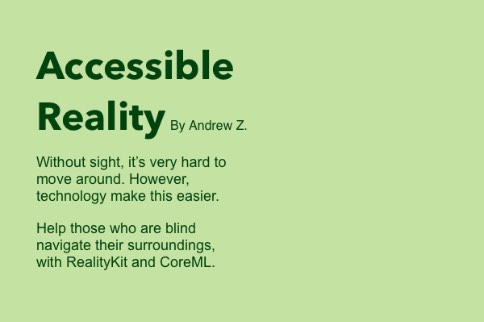 Accessible
Reality By Andrew Z.
Without sight, it’s very hard to
move around. However,
technology make this easier.
Help those who are blind
navigate their surroundings,
with RealityKit and CoreML.